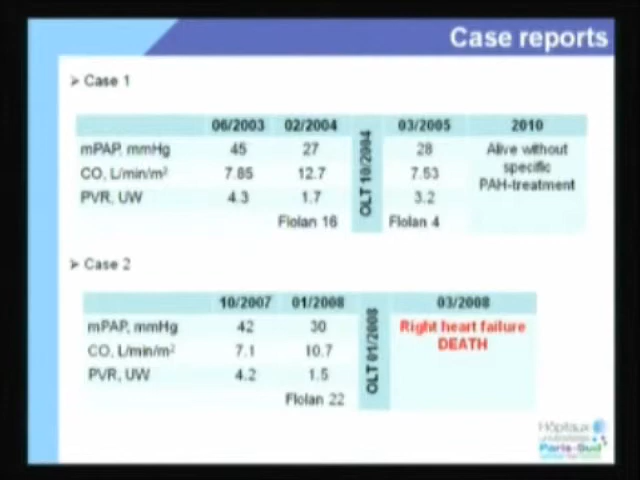 Case reports
➢ Case 1
06/2003 02/2004 03/2005 2010
mPAP, mmHg 45 27 28 Alive without
CO, L/min/m² 7.85 12.7 7.53 specific
PVR, UW 4.3 1.7 3.2 PAH-treatment
OLT 10/2004
Flolan 16 Flolan 4
➢ Case 2
10/2007 01/2008 03/2008
mPAP, mmHg 42 30 Right heart failure
CO, L/min/m² 7.1 10.7 DEATH
PVR, UW 4.2 1.5
OLT 01/2008
Flolan 22
Hôpitaux
universitaires
Paris-Sud